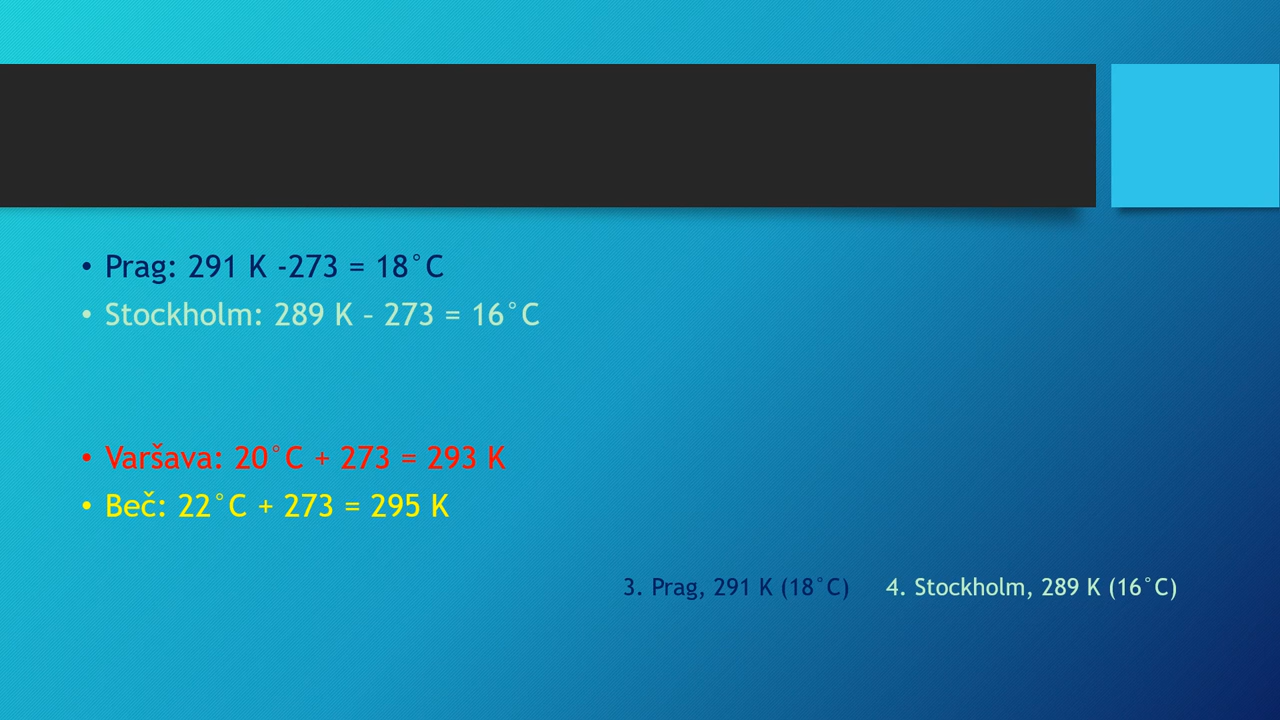 • Prag: 291 K -273 = 18°C
• Stockholm: 289 K – 273 = 16°C
• Varšava: 20°C + 273 = 293 K
• Beč: 22°C + 273 = 295 K
3. Prag, 291 K (18°C) 4. Stockholm, 289 K (16°C)